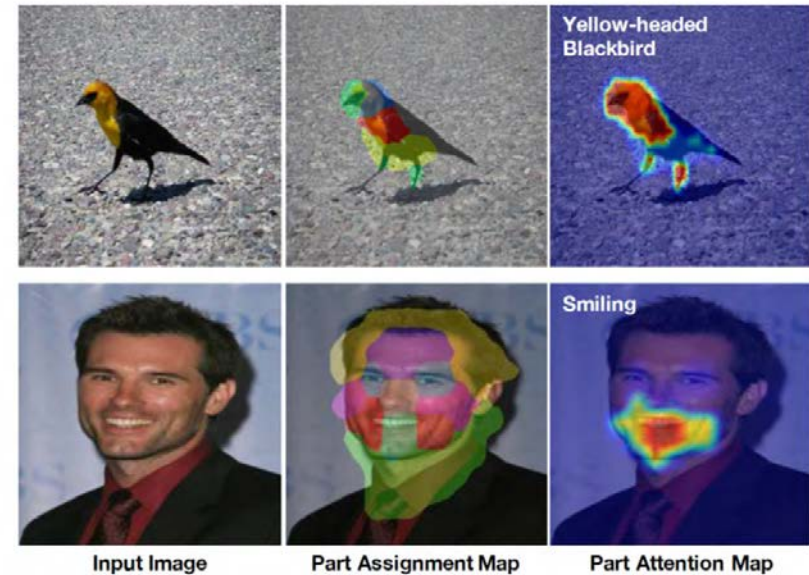 Yellow-headed
Blackbird
Smiling
Input Image
Part Assignment Map
Part Attention Map